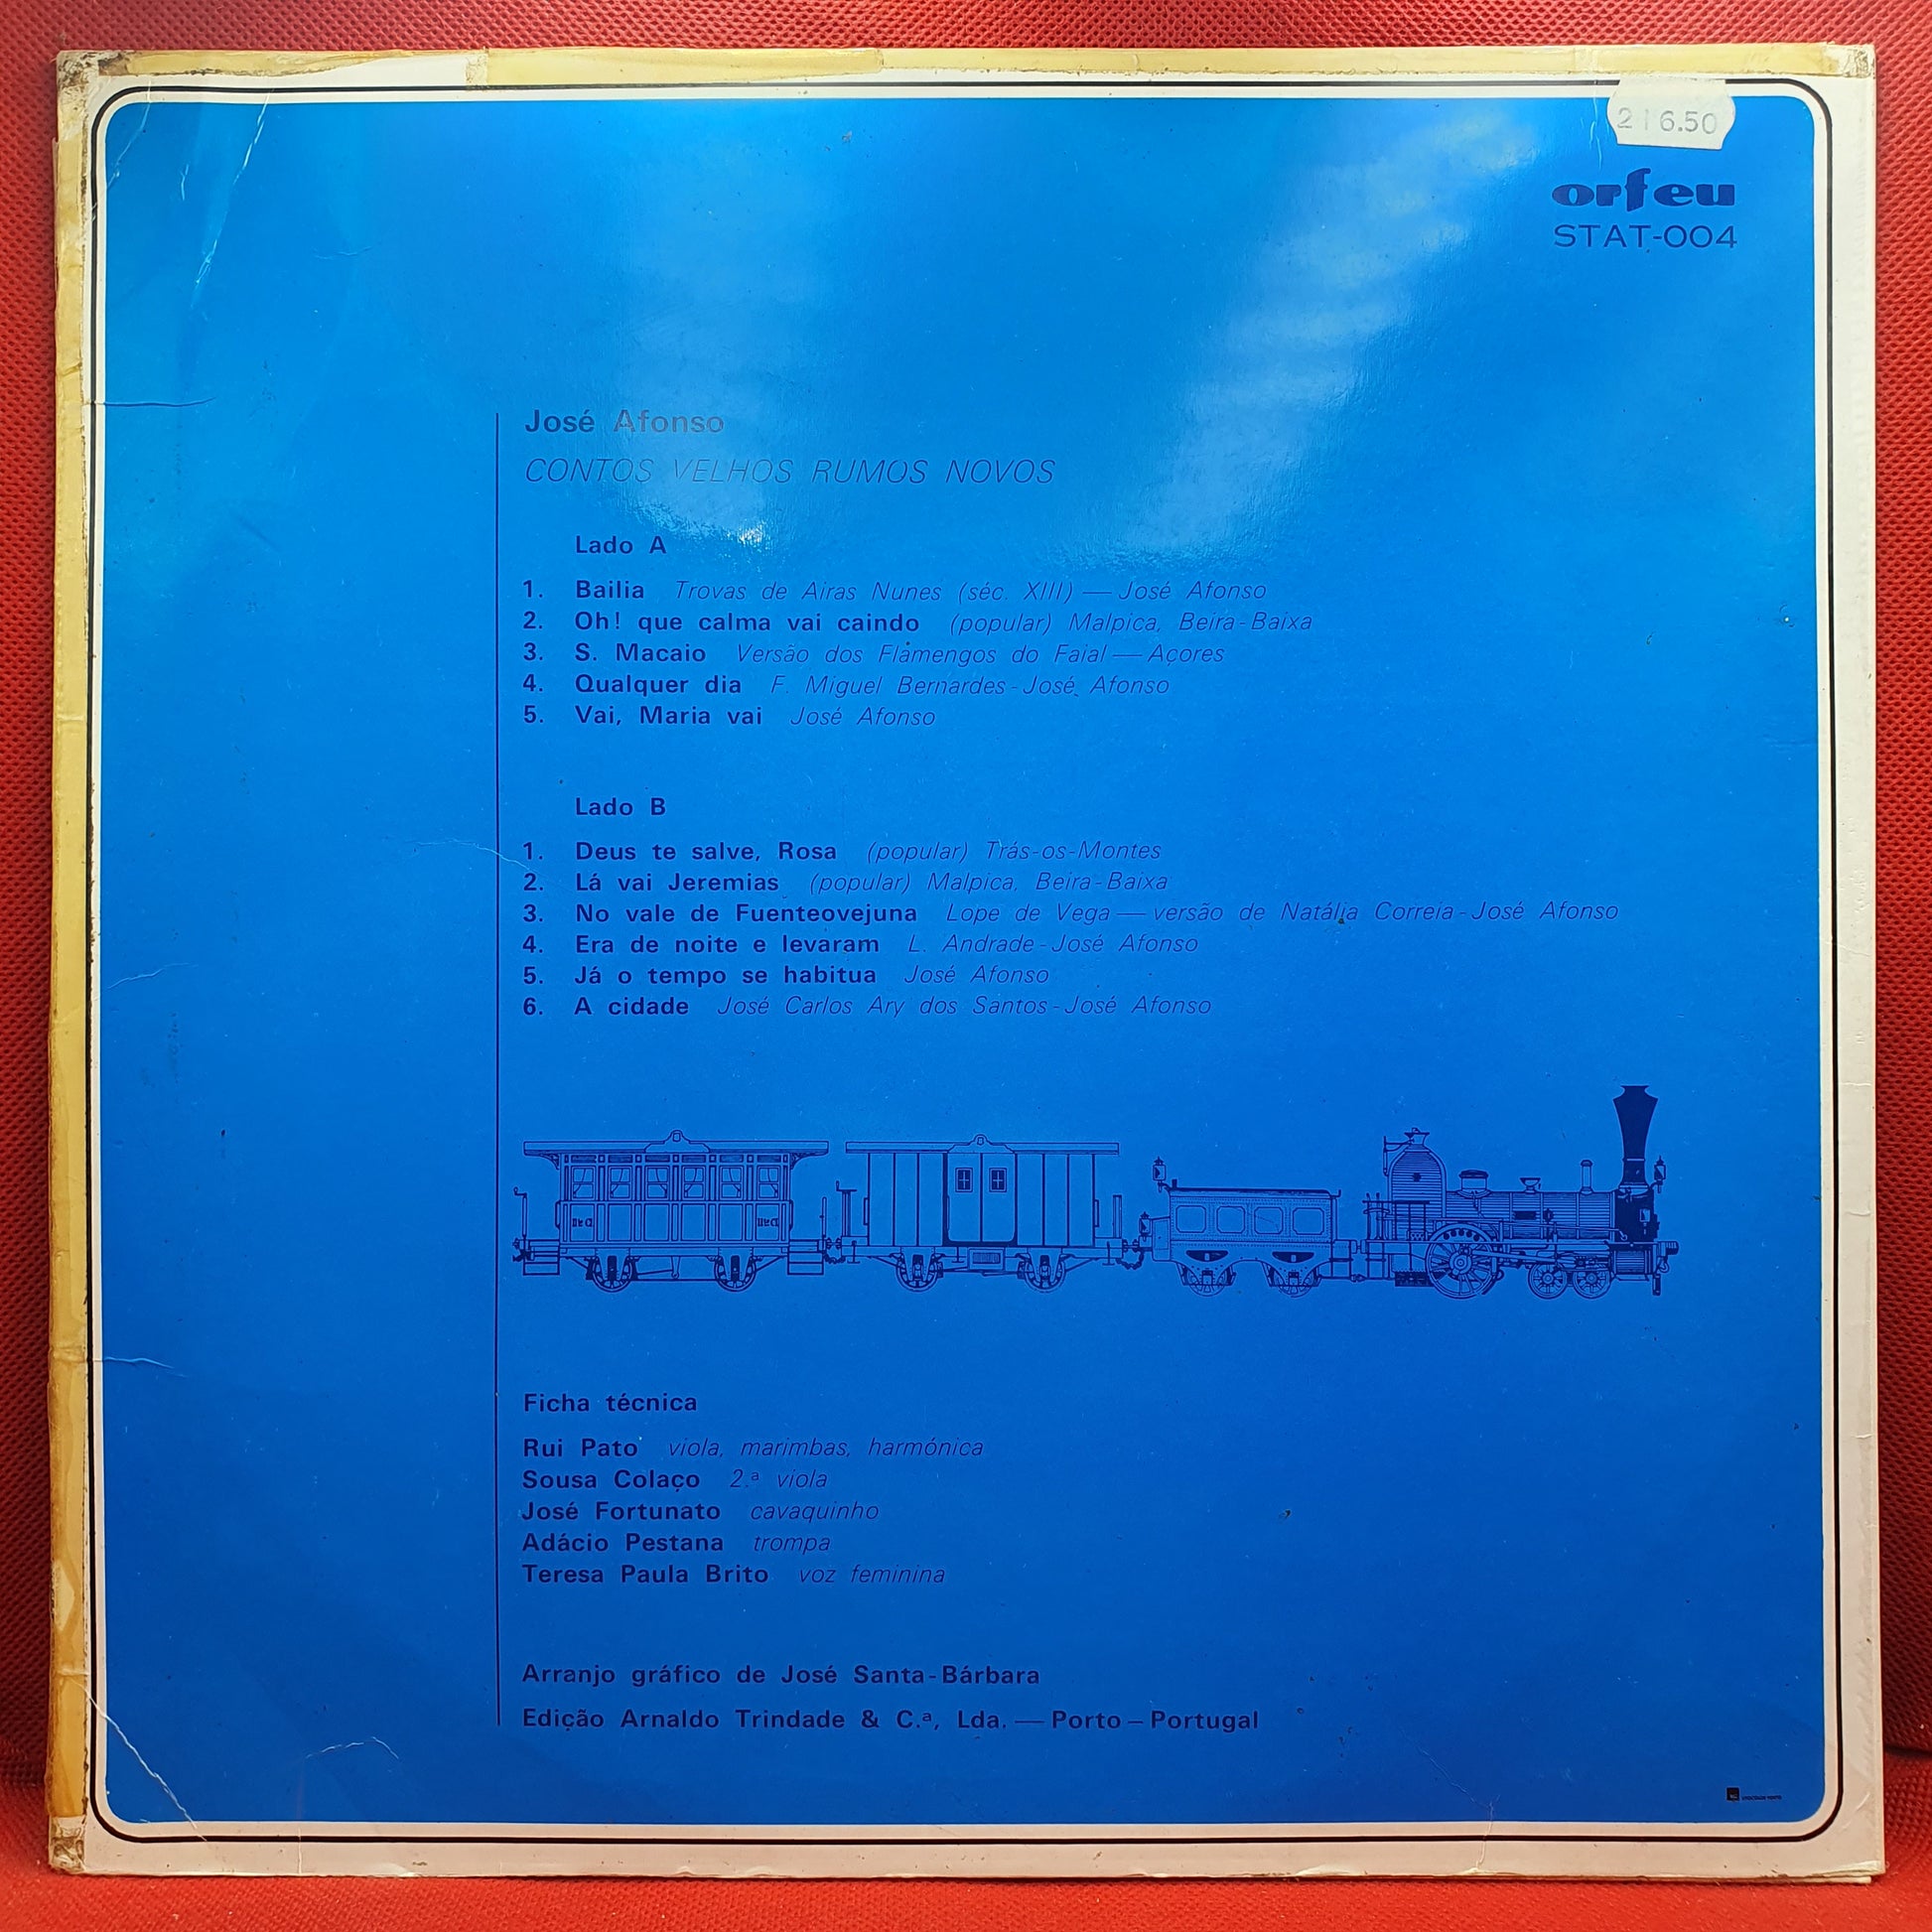 216.50
orfeu
STAT-004
José Afonso
CONTOS VELHOS RUMOS NOVOS
Lado A
1. Bailia Trovas de Airas Nunes (séc. XIII) — José Afonso
2. Oh! que calma vai caindo (popular) Malpica, Beira-Baixa
3. S. Macaio Versão dos Flamengos do Faial — Açores
4. Qualquer dia F. Miguel Bernardes - José Afonso
5. Vai, Maria vai José Afonso
Lado B
1. Deus te salve, Rosa (popular) Trás-os-Montes
2. Lá vai Jeremias (popular) Malpica, Beira-Baixa
3. No vale de Fuenteovejuna Lope de Vega — versão de Natália Correia - José Afonso
4. Era de noite e levaram L. Andrade - José Afonso
5. Já o tempo se habitua José Afonso
6. A cidade José Carlos Ary dos Santos - José Afonso
Ficha técnica
Rui Pato viola, marimbas, harmónica
Sousa Colaço 2.ª viola
José Fortunato cavaquinho
Adácio Pestana trompa
Teresa Paula Brito voz feminina
Arranjo gráfico de José Santa-Bárbara
Edição Arnaldo Trindade & C.ª, Lda. — Porto – Portugal